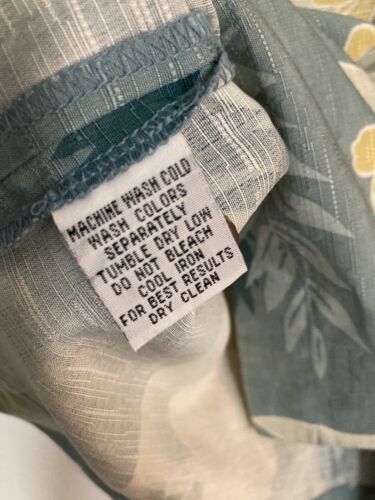 MACHINE WASH COLD
WASH COLORS
SEPARATELY
TUMBLE DRY LOW
DO NOT BLEACH
COOL IRON
FOR BEST RESULTS
DRY CLEAN